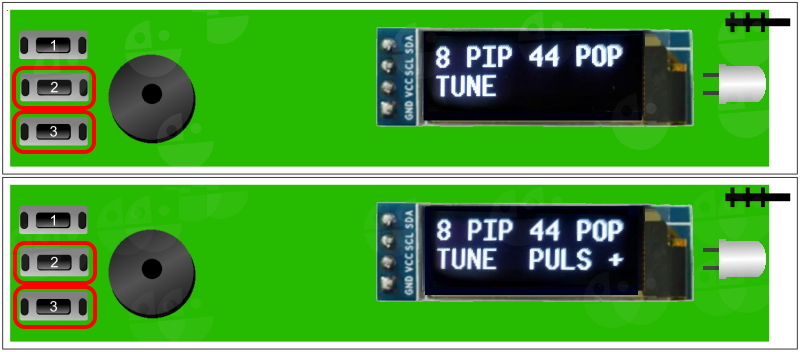 1
2
3
GND VCC SCL SDA
8 PIP 44 POP
TUNE
1
2
3
GND VCC SCL SDA
8 PIP 44 POP
TUNE PULS +